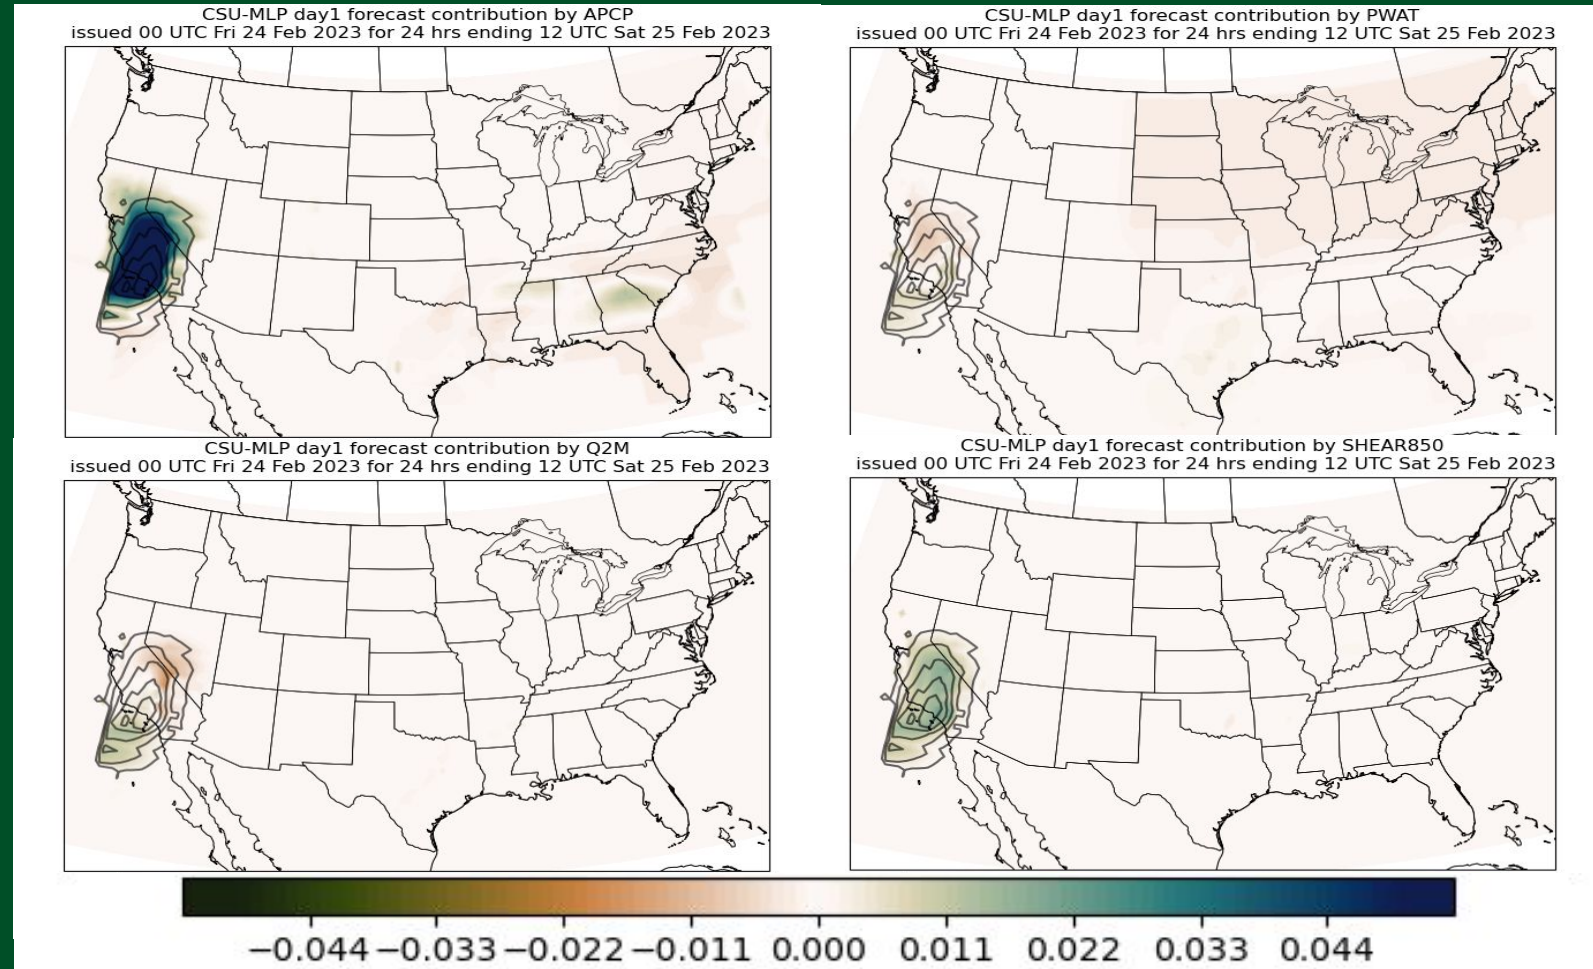 CSU-MLP day1 forecast contribution by APCP
issued 00 UTC Fri 24 Feb 2023 for 24 hrs ending 12 UTC Sat 25 Feb 2023
CSU-MLP day1 forecast contribution by PWAT
issued 00 UTC Fri 24 Feb 2023 for 24 hrs ending 12 UTC Sat 25 Feb 2023
CSU-MLP day1 forecast contribution by Q2M
issued 00 UTC Fri 24 Feb 2023 for 24 hrs ending 12 UTC Sat 25 Feb 2023
CSU-MLP day1 forecast contribution by SHEAR850
issued 00 UTC Fri 24 Feb 2023 for 24 hrs ending 12 UTC Sat 25 Feb 2023
−0.044 −0.033 −0.022 −0.011 0.000 0.011 0.022 0.033 0.044